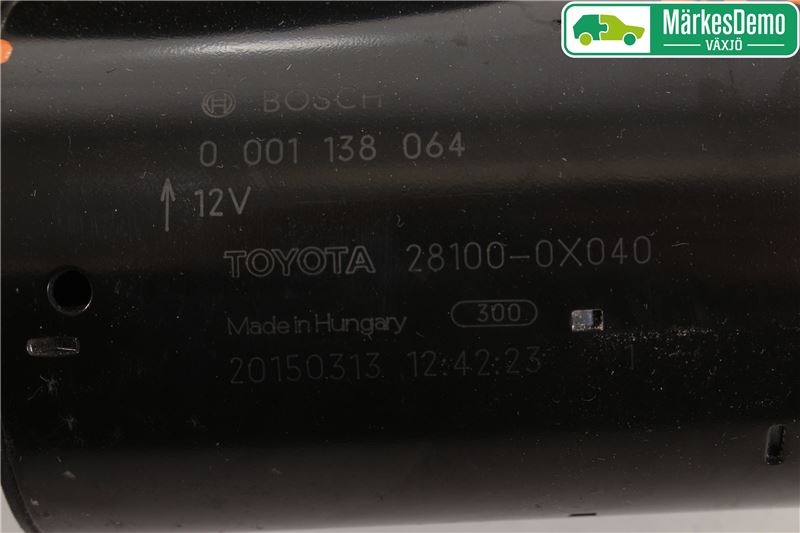 MärkesDemo
VÄXJÖ
BOSCH
0 001 138 064
12V
TOYOTA 28100-0X040
Made in Hungary 300
20150313 12:42:23 1